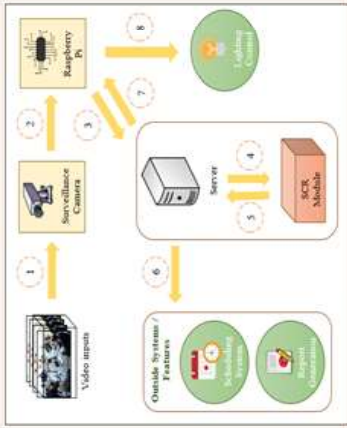 Video inputs
1
Surveillance
Camera
2
Raspberry
Pi
3
7
8
Lighting
Control
Server
4
5
SCR
Module
6
Outside Systems /
Features
Scheduling
System
Report
Generation